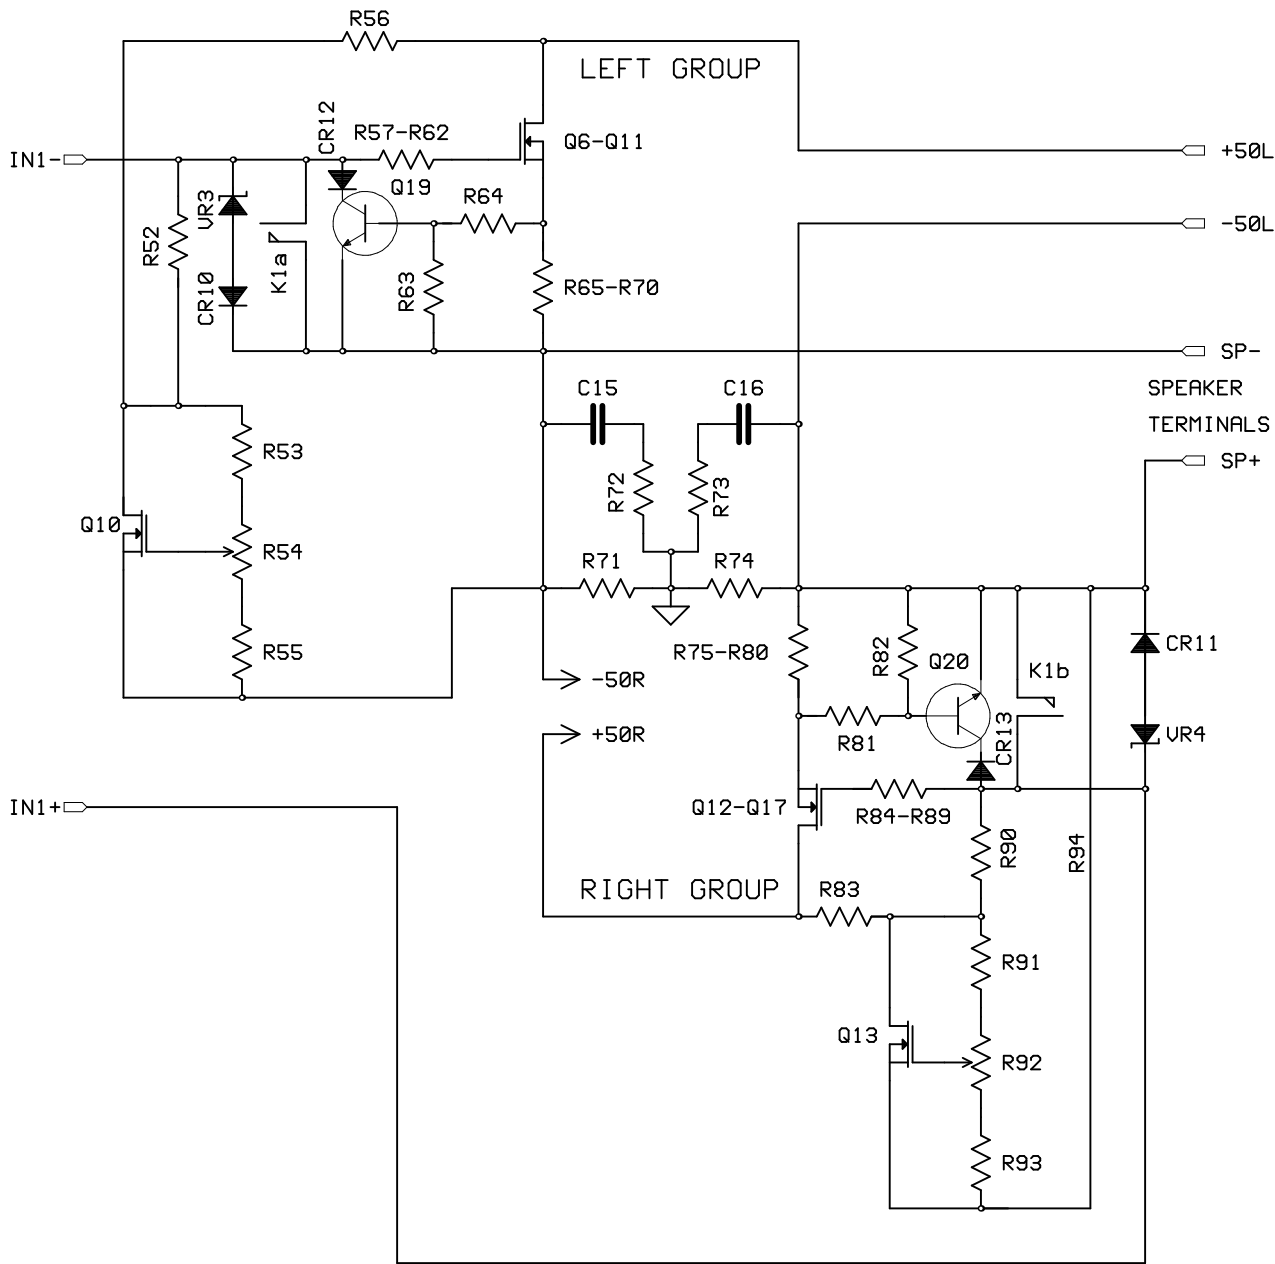 R56
LEFT GROUP
CR12
R57-R62
Q6-Q11
IN1-
+50L
Q19
R64
VR3
R52
K1a
-50L
CR10
R63
R65-R70
SP-
C15
C16
SPEAKER
TERMINALS
R53
SP+
R72
R73
Q10
R54
R71
R74
R55
R75-R80
R82
Q20
CR11
K1b
-50R
+50R
R81
CR13
VR4
IN1+
Q12-Q17
R84-R89
R90
R94
RIGHT GROUP
R83
R91
Q13
R92
R93